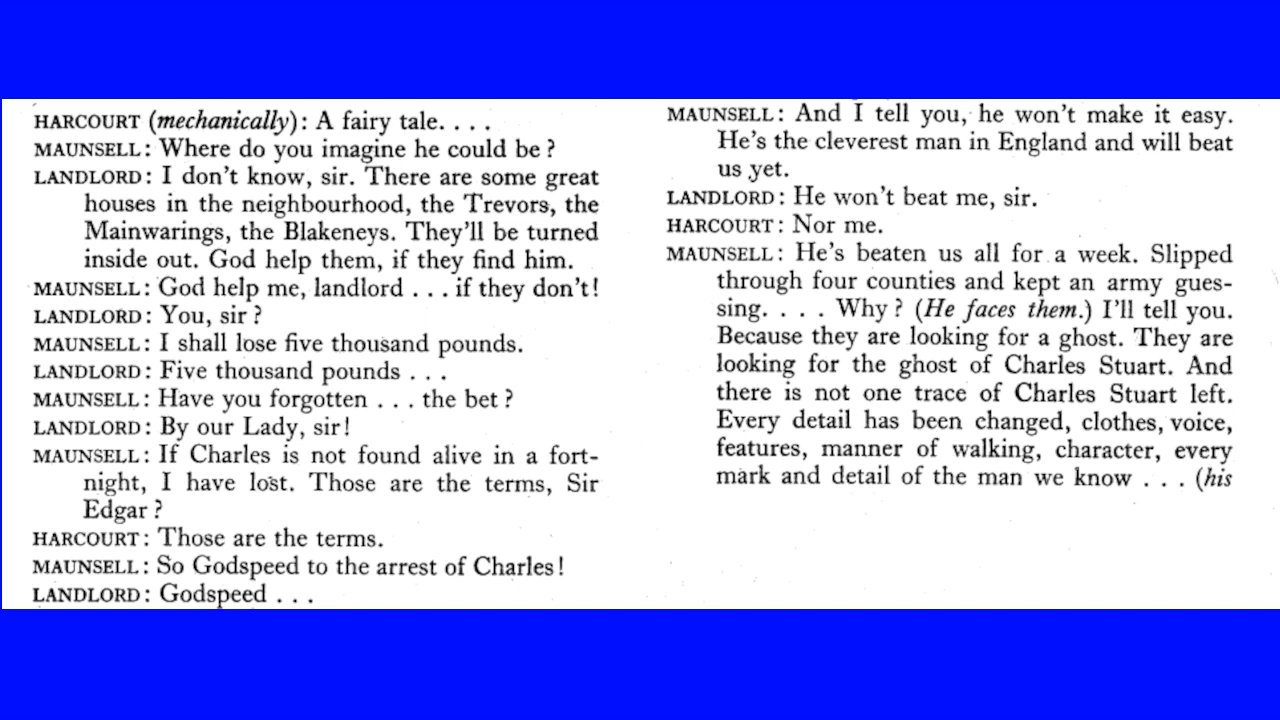 HARCOURT (mechanically): A fairy tale. . . .
MAUNSELL: Where do you imagine he could be?
LANDLORD: I don't know, sir. There are some great
houses in the neighbourhood, the Trevors, the
Mainwarings, the Blakeneys. They'll be turned
inside out. God help them, if they find him.
MAUNSELL: God help me, landlord . . . if they don't!
LANDLORD: You, sir?
MAUNSELL: I shall lose five thousand pounds.
LANDLORD: Five thousand pounds . . .
MAUNSELL: Have you forgotten . . . the bet?
LANDLORD: By our Lady, sir!
MAUNSELL: If Charles is not found alive in a fort-
night, I have lost. Those are the terms, Sir
Edgar?
HARCOURT: Those are the terms.
MAUNSELL: So Godspeed to the arrest of Charles!
LANDLORD: Godspeed . . .
MAUNSELL: And I tell you, he won't make it easy.
He's the cleverest man in England and will beat
us yet.
LANDLORD: He won't beat me, sir.
HARCOURT: Nor me.
MAUNSELL: He's beaten us all for a week. Slipped
through four counties and kept an army gues-
sing. . . . Why? (He faces them.) I'll tell you.
Because they are looking for a ghost. They are
looking for the ghost of Charles Stuart. And
there is not one trace of Charles Stuart left.
Every detail has been changed, clothes, voice,
features, manner of walking, character, every
mark and detail of the man we know . . . (his